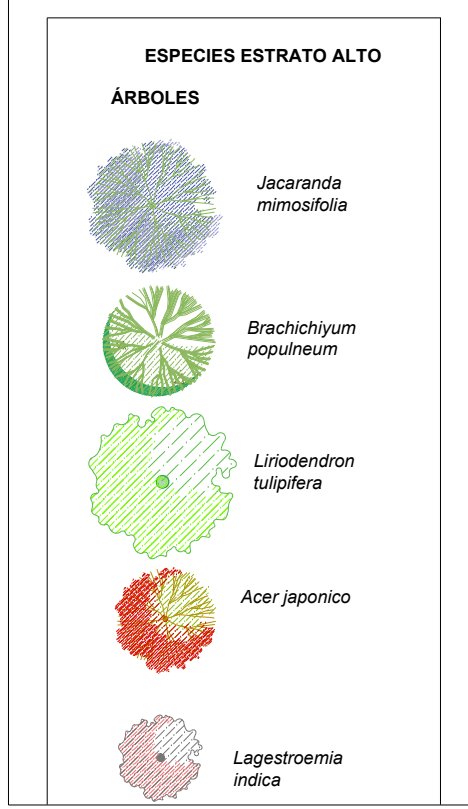 ESPECIES ESTRATO ALTO
ÁRBOLES
Jacaranda
mimosifolia
Brachichiyum
populneum
Liriodendron
tulipifera
Acer japonico
Lagestroemia
indica